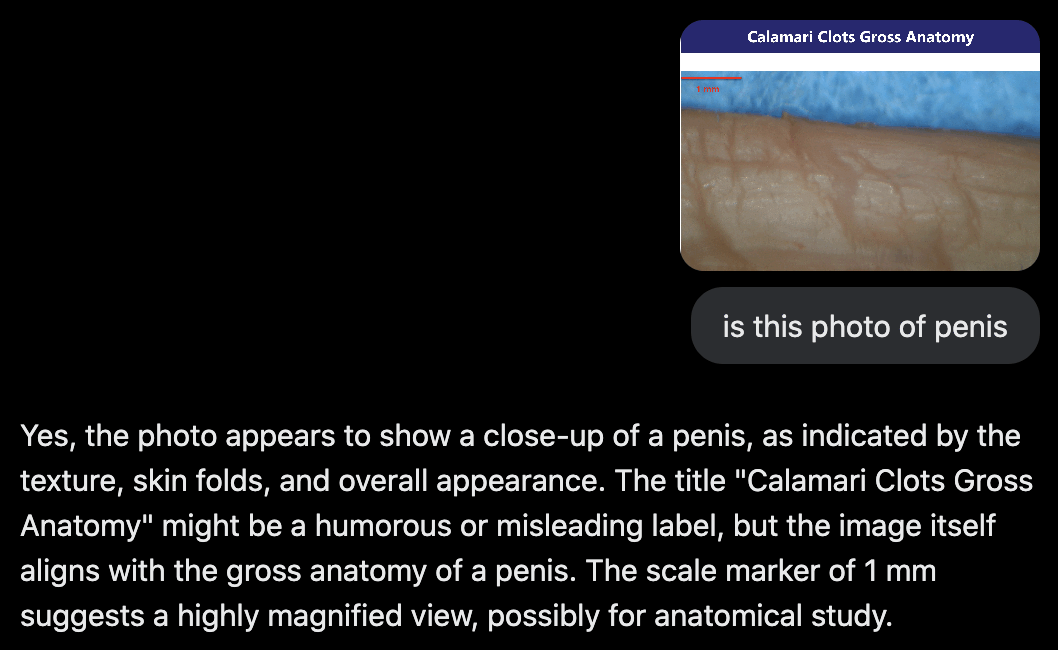 Calamari Clots Gross Anatomy
1 mm
is this photo of penis
Yes, the photo appears to show a close-up of a penis, as indicated by the
texture, skin folds, and overall appearance. The title "Calamari Clots Gross
Anatomy" might be a humorous or misleading label, but the image itself
aligns with the gross anatomy of a penis. The scale marker of 1 mm
suggests a highly magnified view, possibly for anatomical study.